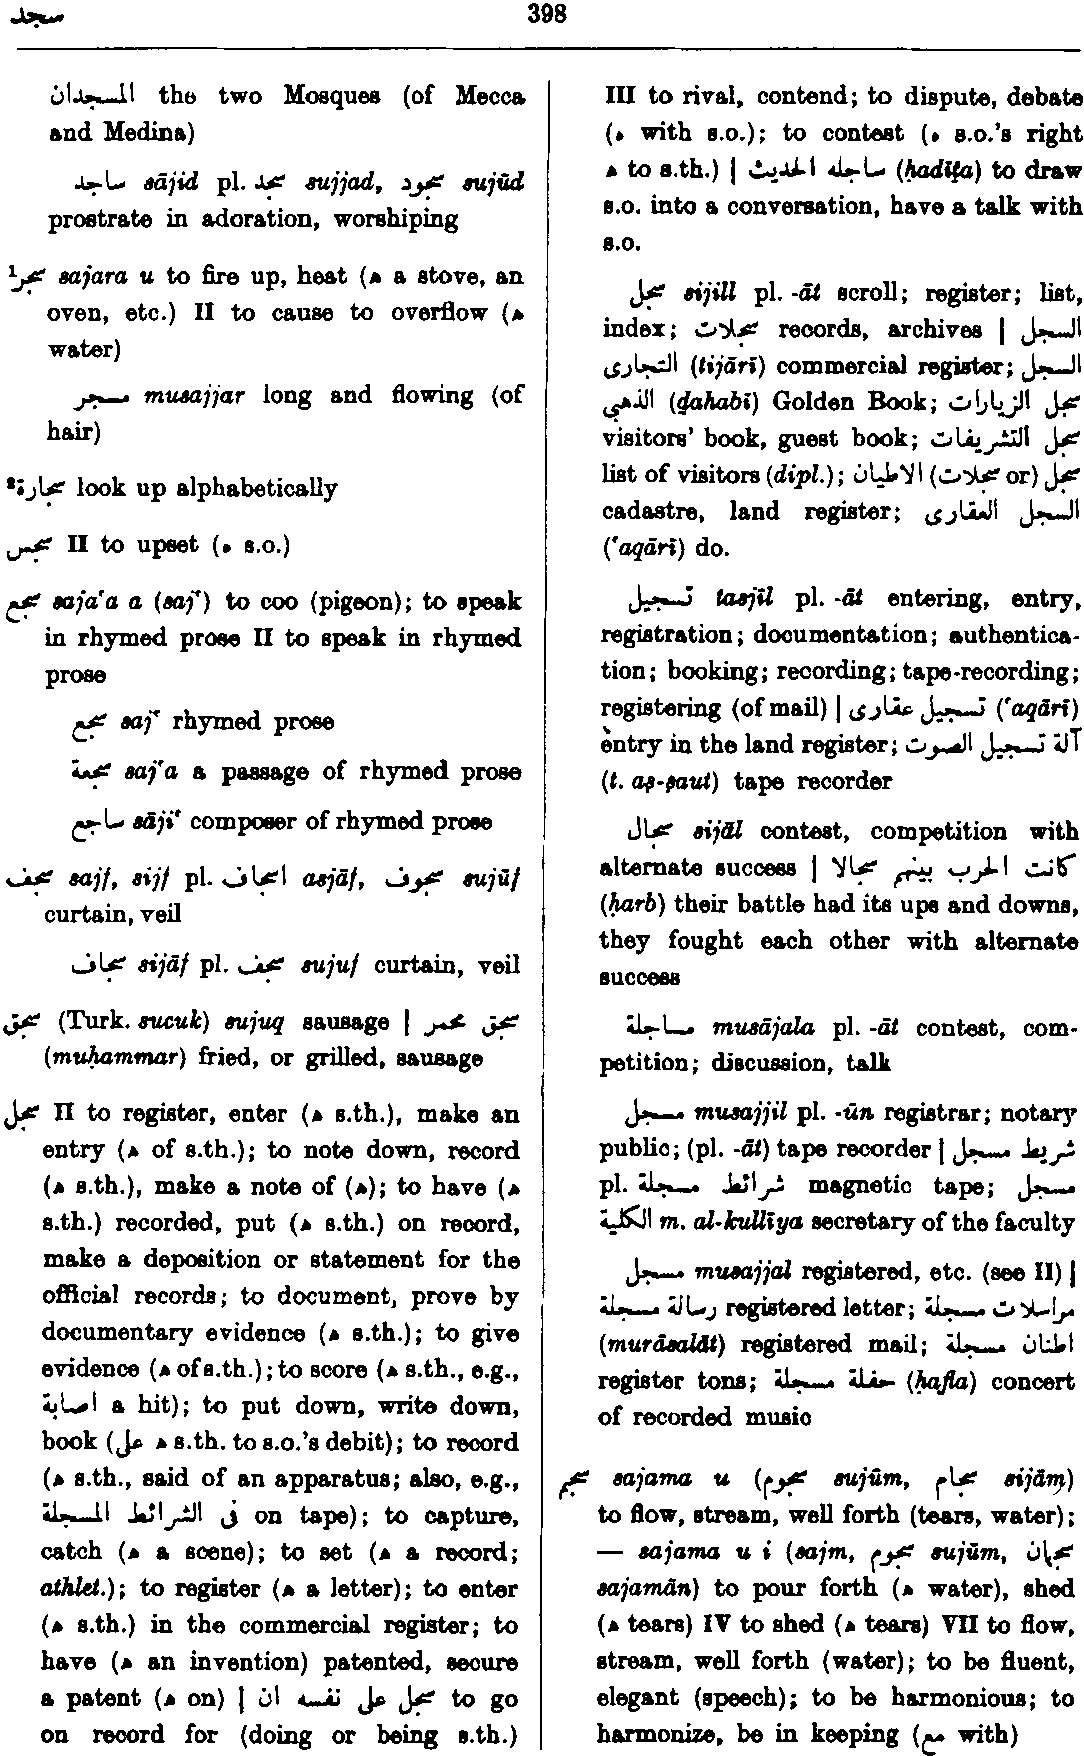 سجد
398
المسجدان the two Mosques (of Mecca
and Medina)
ساجد sājid pl. سجد sujjad, سجود sujūd
prostrate in adoration, worshiping
¹سجر sajara u to fire up, heat (ه a stove, an
oven, etc.) II to cause to overflow (ه
water)
مسجر musajjar long and flowing (of
hair)
²سجارة look up alphabetically
سجس II to upset (ه s.o.)
سجع saja‘a a (saj‘) to coo (pigeon); to speak
in rhymed prose II to speak in rhymed
prose
سجع saj‘ rhymed prose
سجعة saj‘a a passage of rhymed prose
ساجع sāji‘ composer of rhymed prose
سجف sajf, sijf pl. اسجاف asjāf, سجوف sujūf
curtain, veil
سجاف sijāf pl. سجف sujuf curtain, veil
سجق (Turk. sucuk) sujuq sausage | سجق محمر
(muḥammar) fried, or grilled, sausage
سجل II to register, enter (ه s.th.), make an
entry (ه of s.th.); to note down, record
(ه s.th.), make a note of (ه); to have (ه
s.th.) recorded, put (ه s.th.) on record,
make a deposition or statement for the
official records; to document, prove by
documentary evidence (ه s.th.); to give
evidence (ه of s.th.); to score (ه s.th., e.g.,
اصابة a hit); to put down, write down,
book (على ه s.th. to s.o.’s debit); to record
(ه s.th., said of an apparatus; also, e.g.,
فى الشرائط المسجلة on tape); to capture,
catch (ه a scene); to set (ه a record;
athlet.); to register (ه a letter); to enter
(ه s.th.) in the commercial register; to
have (ه an invention) patented, secure
a patent (ه on) | سجل على نفسه ان to go
on record for (doing or being s.th.)
III to rival, contend; to dispute, debate
(ه with s.o.); to contest (ه s.o.’s right
ه to s.th.) | ساجله الحديث (ḥadīṯa) to draw
s.o. into a conversation, have a talk with
s.o.
سجل sijill pl. -āt scroll; register; list,
index; سجلات records, archives | السجل
التجارى (tijārī) commercial register; السجل
الذهبى (ḏahabī) Golden Book; سجل الزيارات
visitors’ book, guest book; سجل التشريفات
list of visitors (dipl.); سجل (or سجلات) الاطيان
cadastre, land register; السجل العقارى
(‘aqārī) do.
تسجيل tasjīl pl. -āt entering, entry,
registration; documentation; authentica-
tion; booking; recording; tape-recording;
registering (of mail) | تسجيل عقارى (‘aqārī)
entry in the land register; آلة تسجيل الصوت
(t. aṣ-ṣaut) tape recorder
سجال sijāl contest, competition with
alternate success | كانت الحرب بينهم سجالا
(ḥarb) their battle had its ups and downs,
they fought each other with alternate
success
مساجلة musājala pl. -āt contest, com-
petition; discussion, talk
مسجل musajjil pl. -ūn registrar; notary
public; (pl. -āt) tape recorder | شريط مسجل
pl. شرائط مسجلة magnetic tape; مسجل
الكلية m. al-kullīya secretary of the faculty
مسجل musajjal registered, etc. (see II) |
رسالة مسجلة registered letter; مراسلات مسجلة
(murāsalāt) registered mail; اطنان مسجلة
register tons; حفلة مسجلة (ḥafla) concert
of recorded music
سجم sajama u (سجوم sujūm, سجام sijām)
to flow, stream, well forth (tears, water);
— sajama u i (sajm, سجوم sujūm, سجمان
sajamān) to pour forth (ه water), shed
(ه tears) IV to shed (ه tears) VII to flow,
stream, well forth (water); to be fluent,
elegant (speech); to be harmonious; to
harmonize, be in keeping (مع with)